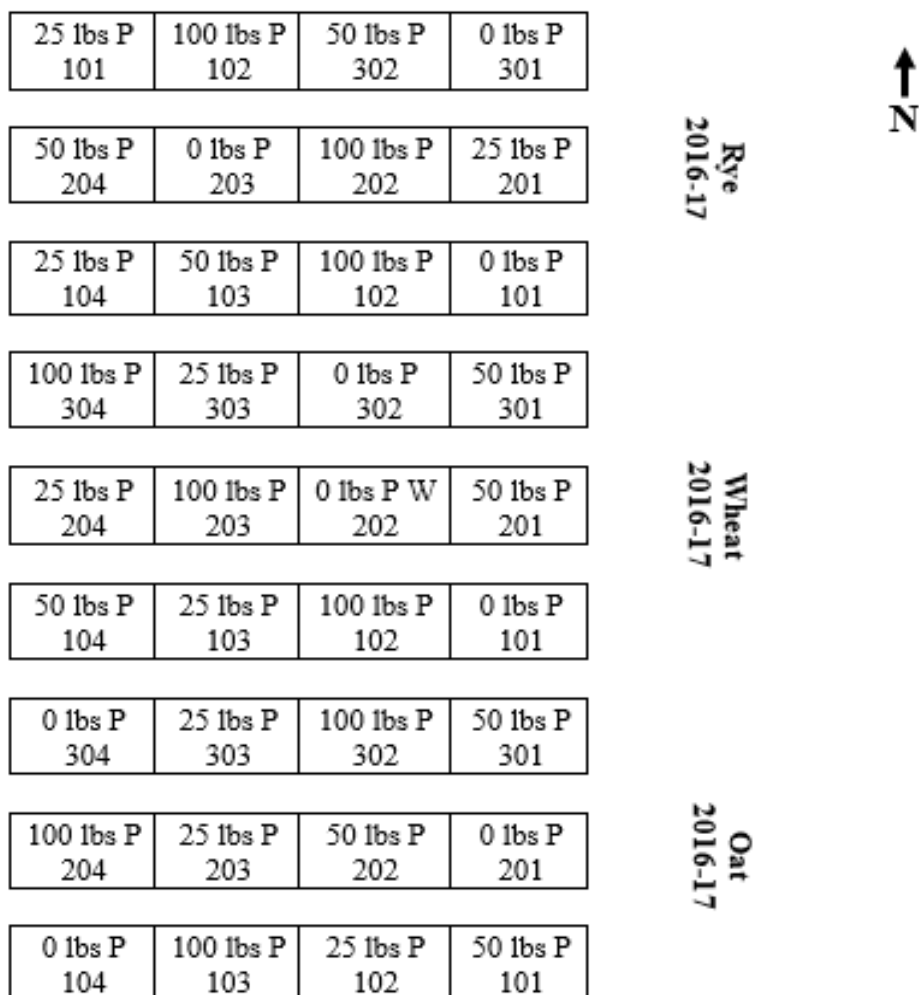 25 lbs P 100 lbs P 50 lbs P 0 lbs P
101 102 302 301
50 lbs P 0 lbs P 100 lbs P 25 lbs P
204 203 202 201
25 lbs P 50 lbs P 100 lbs P 0 lbs P
104 103 102 101
100 lbs P 25 lbs P 0 lbs P 50 lbs P
304 303 302 301
25 lbs P 100 lbs P 0 lbs P W 50 lbs P
204 203 202 201
50 lbs P 25 lbs P 100 lbs P 0 lbs P
104 103 102 101
0 lbs P 25 lbs P 100 lbs P 50 lbs P
304 303 302 301
100 lbs P 25 lbs P 50 lbs P 0 lbs P
204 203 202 201
0 lbs P 100 lbs P 25 lbs P 50 lbs P
104 103 102 101
N
Rye
2016-17
Wheat
2016-17
Oat
2016-17